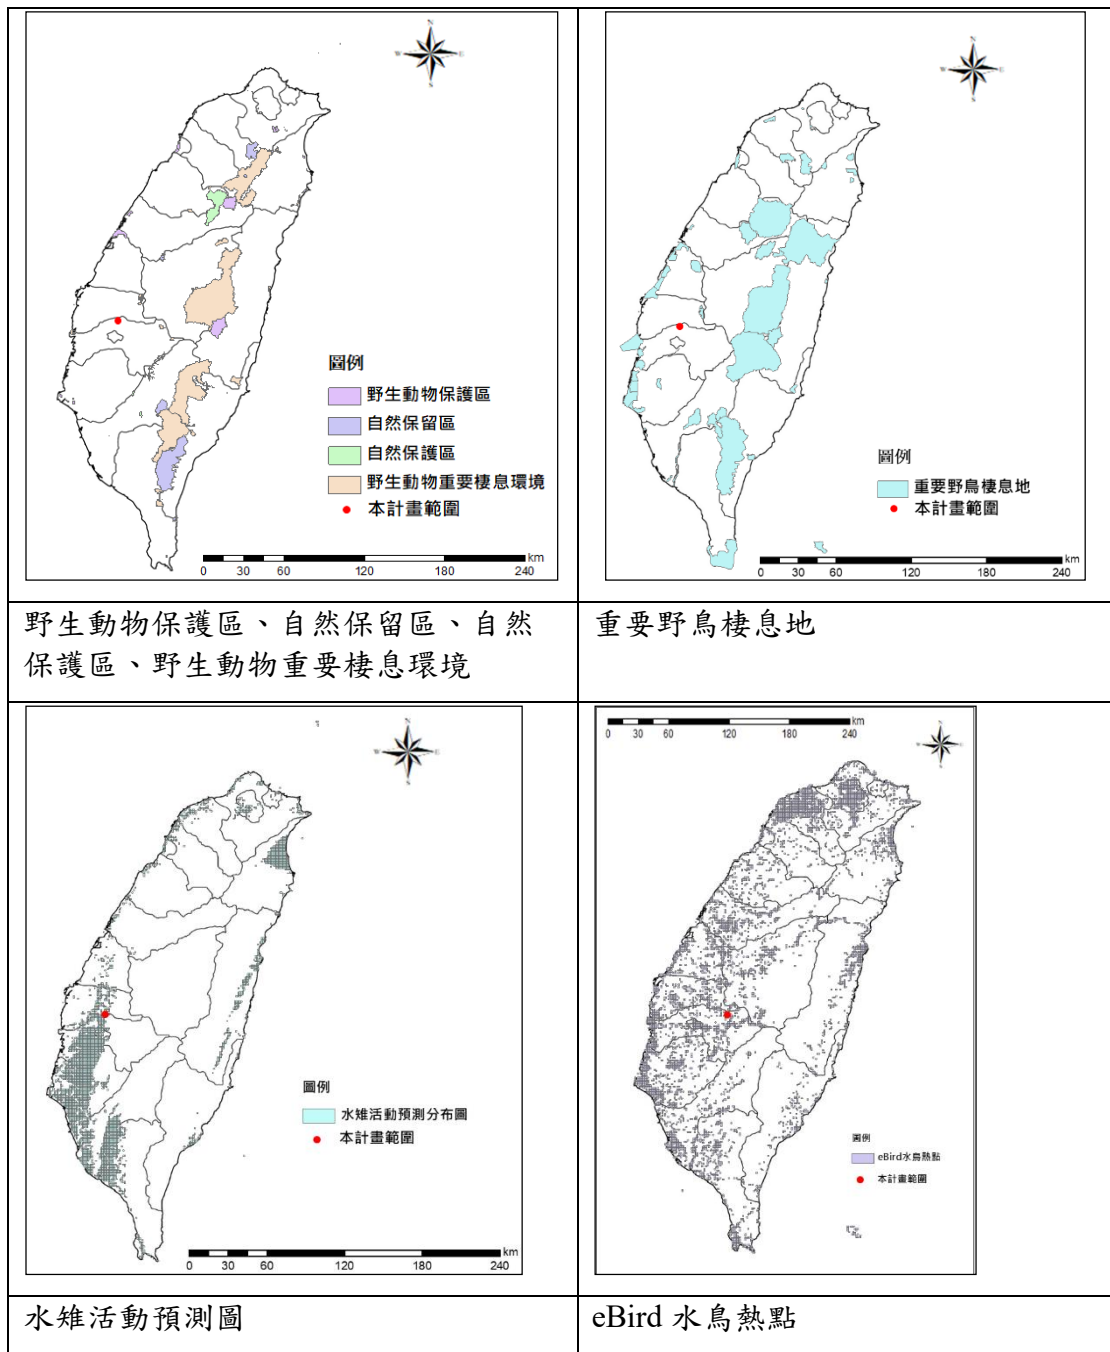 N
W
E
S
圖例
野生動物保護區
自然保留區
自然保護區
野生動物重要棲息環境
本計畫範圍
km
0 30 60 120 180 240
N
W
E
S
圖例
重要野鳥棲息地
本計畫範圍
km
0 30 60 120 180 240
野生動物保護區、自然保留區、自然
保護區、野生動物重要棲息環境
重要野鳥棲息地
N
W
E
S
圖例
水雉活動預測分布圖
本計畫範圍
km
0 30 60 120 180 240
km
0 30 60 120 180 240
N
W
E
S
圖例
eBird水鳥熱點
本計畫範圍
水雉活動預測圖
eBird 水鳥熱點